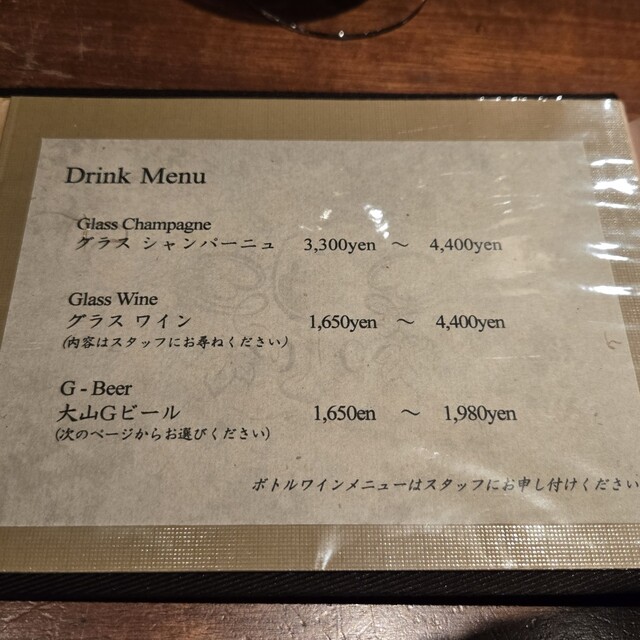 Drink Menu
Glass Champagne
グラス シャンパーニュ 3,300yen ～ 4,400yen
Glass Wine
グラス ワイン 1,650yen ～ 4,400yen
(内容はスタッフにお尋ねください)
G - Beer
大山Gビール 1,650en ～ 1,980yen
(次のページからお選びください)
ボトルワインメニューはスタッフにお申し付けください